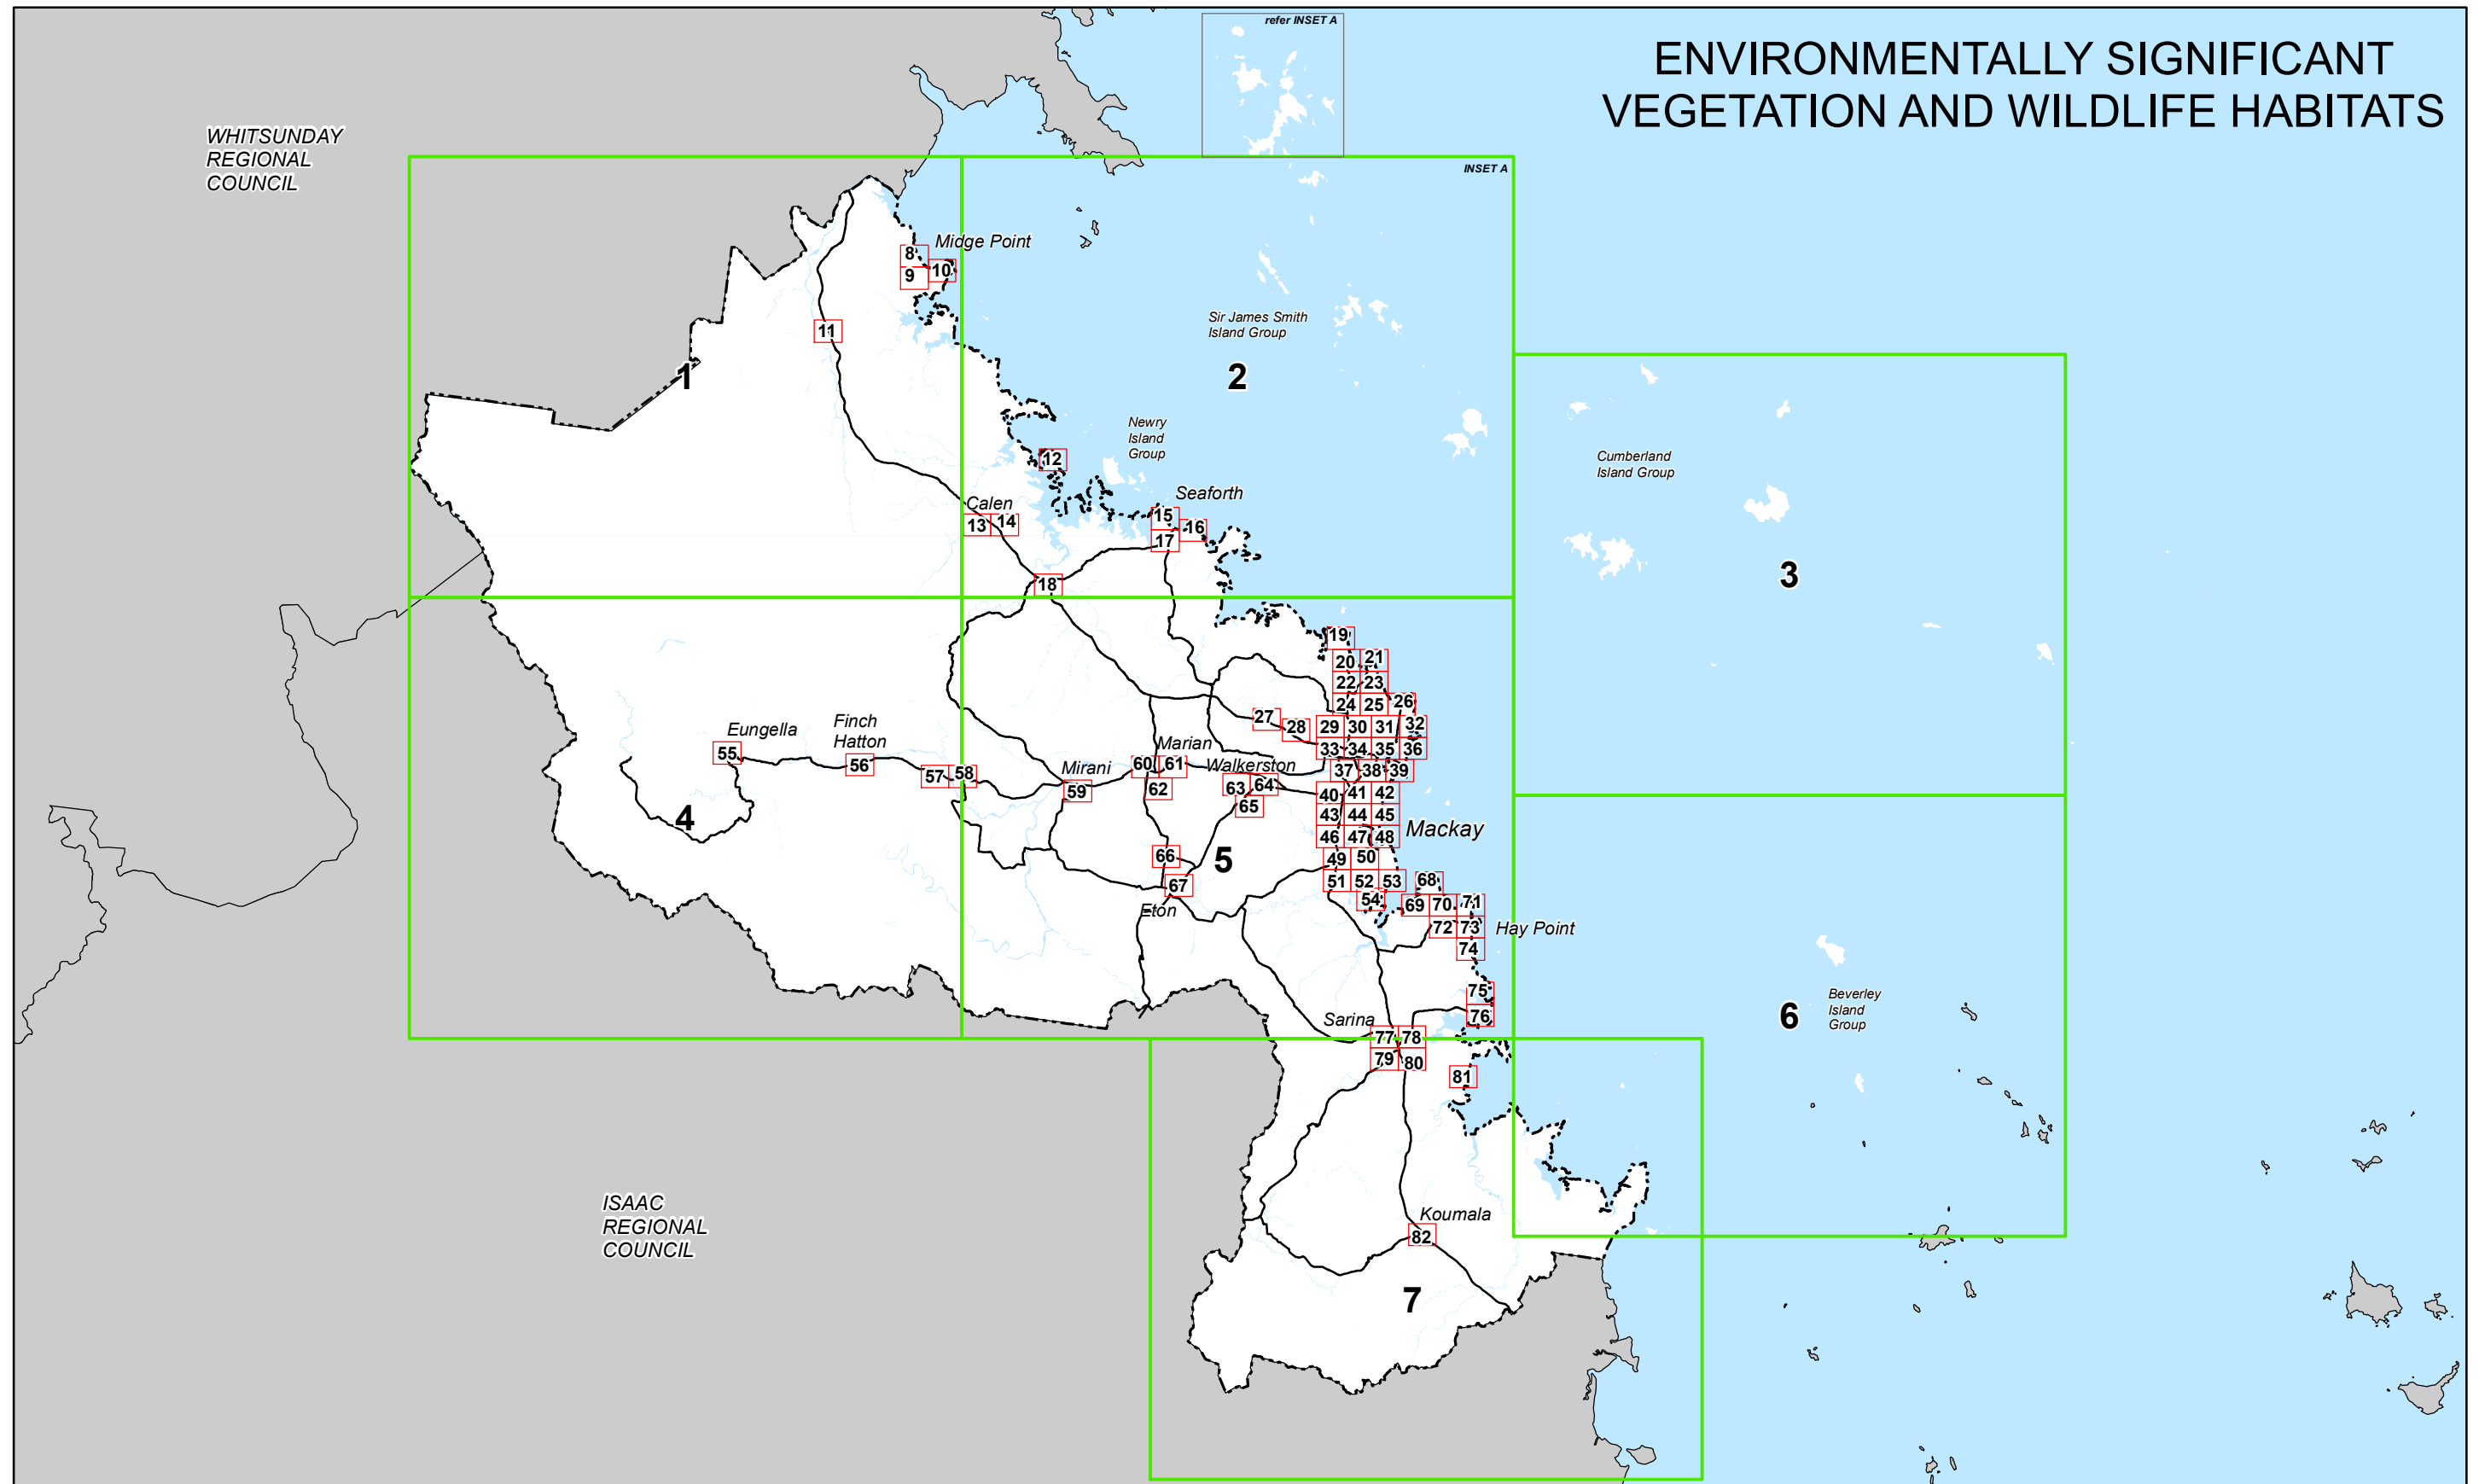 refer INSET A
ENVIRONMENTALLY SIGNIFICANT
VEGETATION AND WILDLIFE HABITATS
WHITSUNDAY
REGIONAL
COUNCIL
INSET A
Midge Point
8
9
10
11
Sir James Smith
Island Group
1
2
Newry
Island
Group
12
Cumberland
Island Group
Calen
13
14
Seaforth
15
16
17
18
3
19
20
21
22
23
24
25
26
27
28
29
30
31
32
33
34
35
36
37
38
39
40
41
42
43
44
45
46
47
48
Mackay
49
50
51
52
53
54
Eungella
55
Finch
Hatton
56
57
58
Mirani
59
Marian
60
61
62
Walkerston
63
64
65
4
5
66
67
Eton
68
69
70
71
72
73
74
Hay Point
75
76
Sarina
77
78
79
80
81
6
Beverley
Island
Group
ISAAC
REGIONAL
COUNCIL
Koumala
82
7